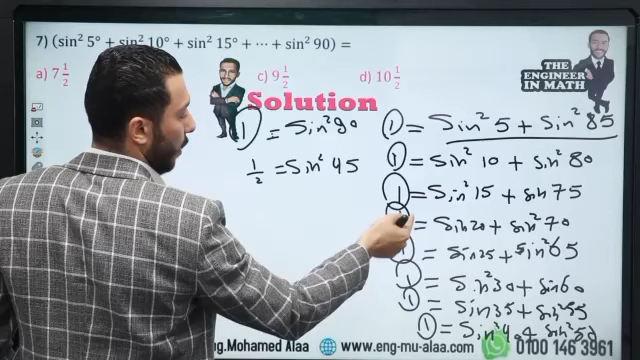 7) (sin² 5° + sin² 10° + sin² 15° + ⋯ + sin² 90) =
a) 7 1/2
c) 9 1/2
d) 10 1/2
THE ENGINEER IN MATH
Solution
1 = Sin² 90
1/2 = Sin² 45
1 = Sin² 5 + Sin² 85
1 = Sin² 10 + Sin² 80
1 = Sin² 15 + Sin 75
= Sin 20 + Sin² 70
1 Sin 25 + Sin² 65
1 = Sin² 30 + Sin 60
1 = Sin 35 + Sin² 55
1 = Sin² 4 + Sin² 50
ng.Mohamed Alaa www.eng-mu-alaa.com 0100 146 3961